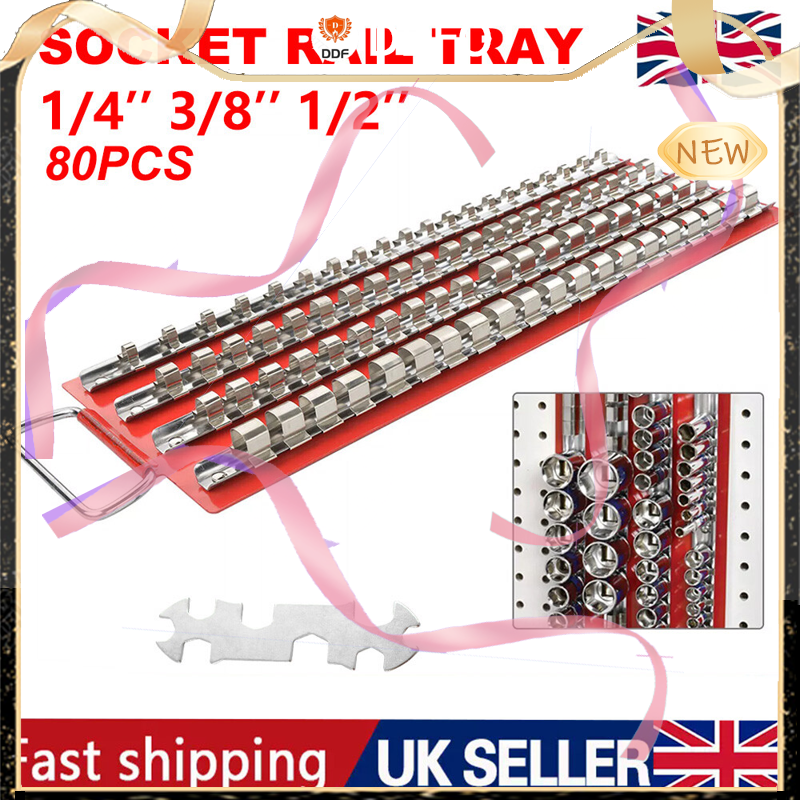 SOCKET RAIL TRAY
DDF
1/4'' 3/8'' 1/2''
80PCS
NEW
Fast shipping
UK SELLER